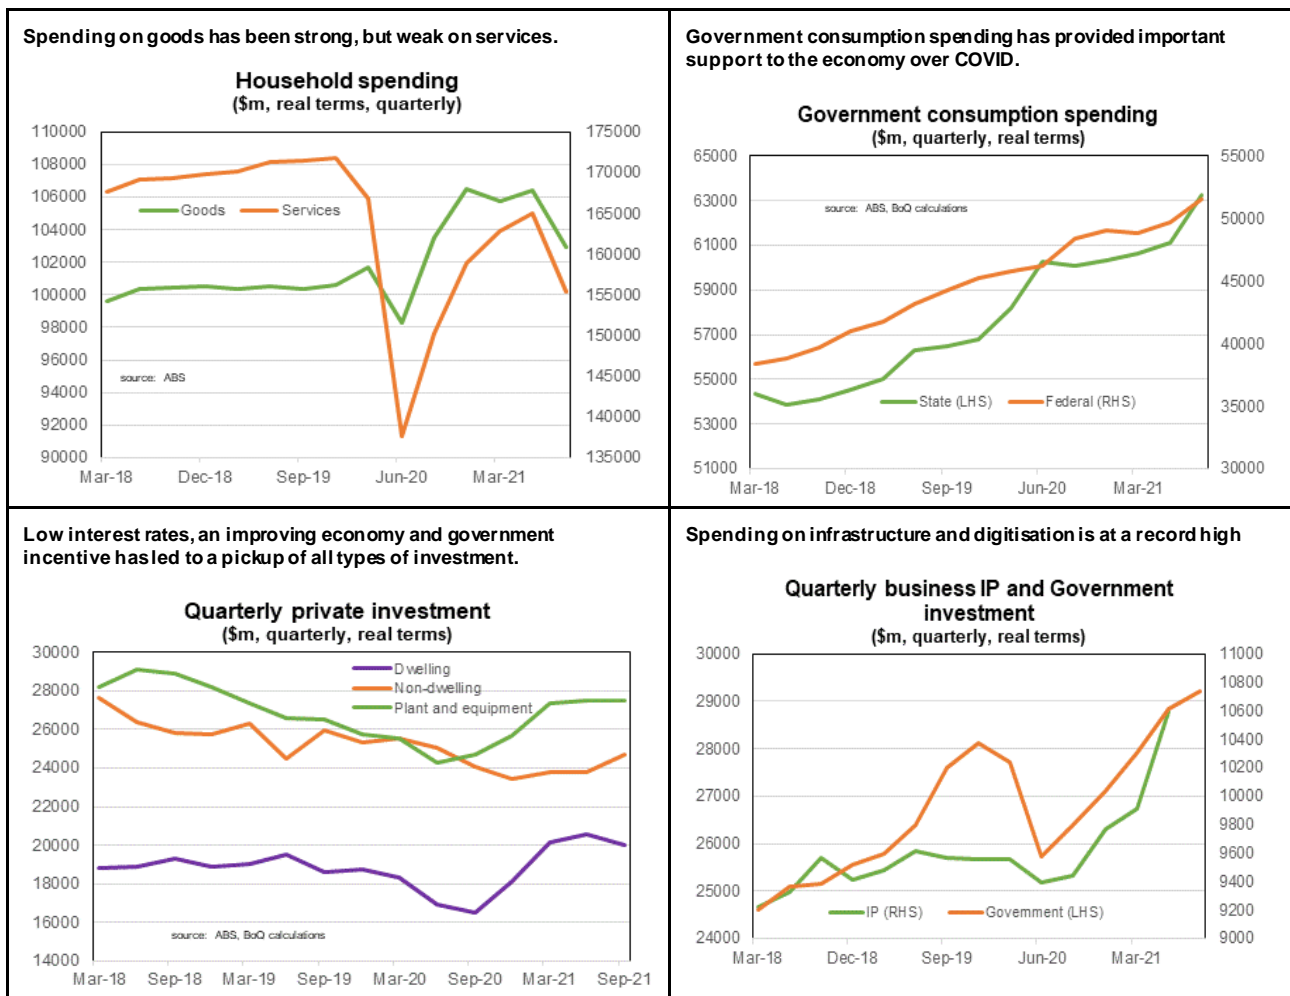 Spending on goods has been strong, but weak on services.
Household spending
($m, real terms, quarterly)
110000
108000
106000
104000
102000
100000
98000
96000
94000
92000
90000
175000
170000
165000
160000
155000
150000
145000
140000
135000
Goods
Services
source: ABS
Mar-18 Dec-18 Sep-19 Jun-20 Mar-21
Government consumption spending has provided important
support to the economy over COVID.
Government consumption spending
($m, quarterly, real terms)
65000
63000
61000
59000
57000
55000
53000
51000
55000
50000
45000
40000
35000
30000
source: ABS, BoQ calculations
State (LHS)
Federal (RHS)
Mar-18 Dec-18 Sep-19 Jun-20 Mar-21
Low interest rates, an improving economy and government
incentive has led to a pickup of all types of investment.
Quarterly private investment
($m, quarterly, real terms)
30000
28000
26000
24000
22000
20000
18000
16000
14000
Dwelling
Non-dwelling
Plant and equipment
source: ABS, BoQ calculations
Mar-18 Sep-18 Mar-19 Sep-19 Mar-20 Sep-20 Mar-21 Sep-21
Spending on infrastructure and digitisation is at a record high
Quarterly business IP and Government
investment
($m, quarterly, real terms)
30000
29000
28000
27000
26000
25000
24000
11000
10800
10600
10400
10200
10000
9800
9600
9400
9200
9000
IP (RHS)
Government (LHS)
Mar-18 Dec-18 Sep-19 Jun-20 Mar-21